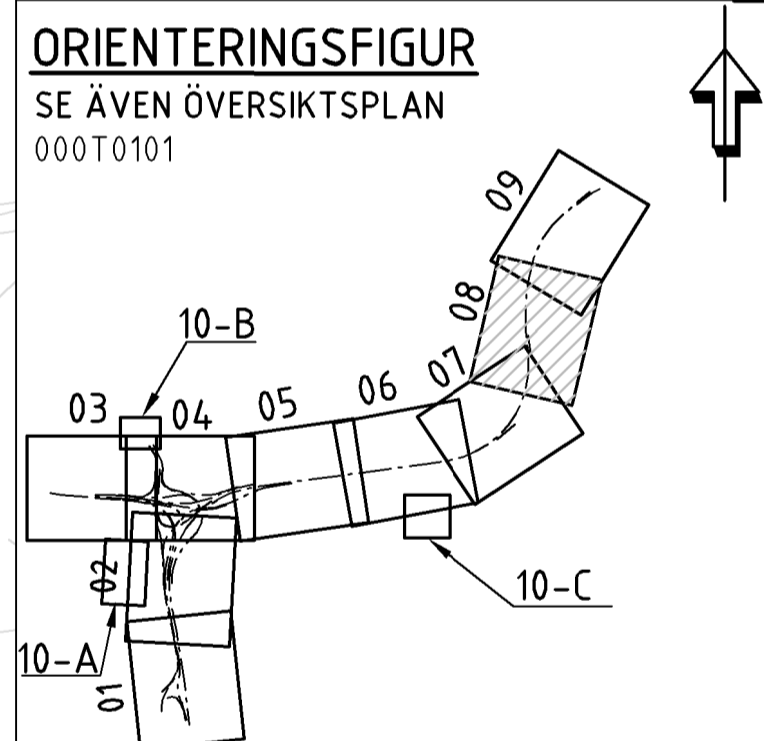 ORIENTERINGSFIGUR
SE ÄVEN ÖVERSIKTSPLAN
000T0101
09
08
10-B
07
06
05
03
04
02
10-C
10-A
01